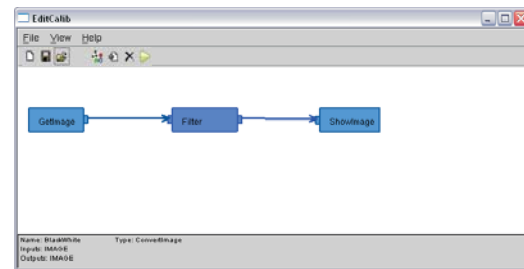 EditCalib
File View Help
GetImage Filter ShowImage
Name: BlackWhite Type: ConvertImage
Inputs: IMAGE
Outputs: IMAGE